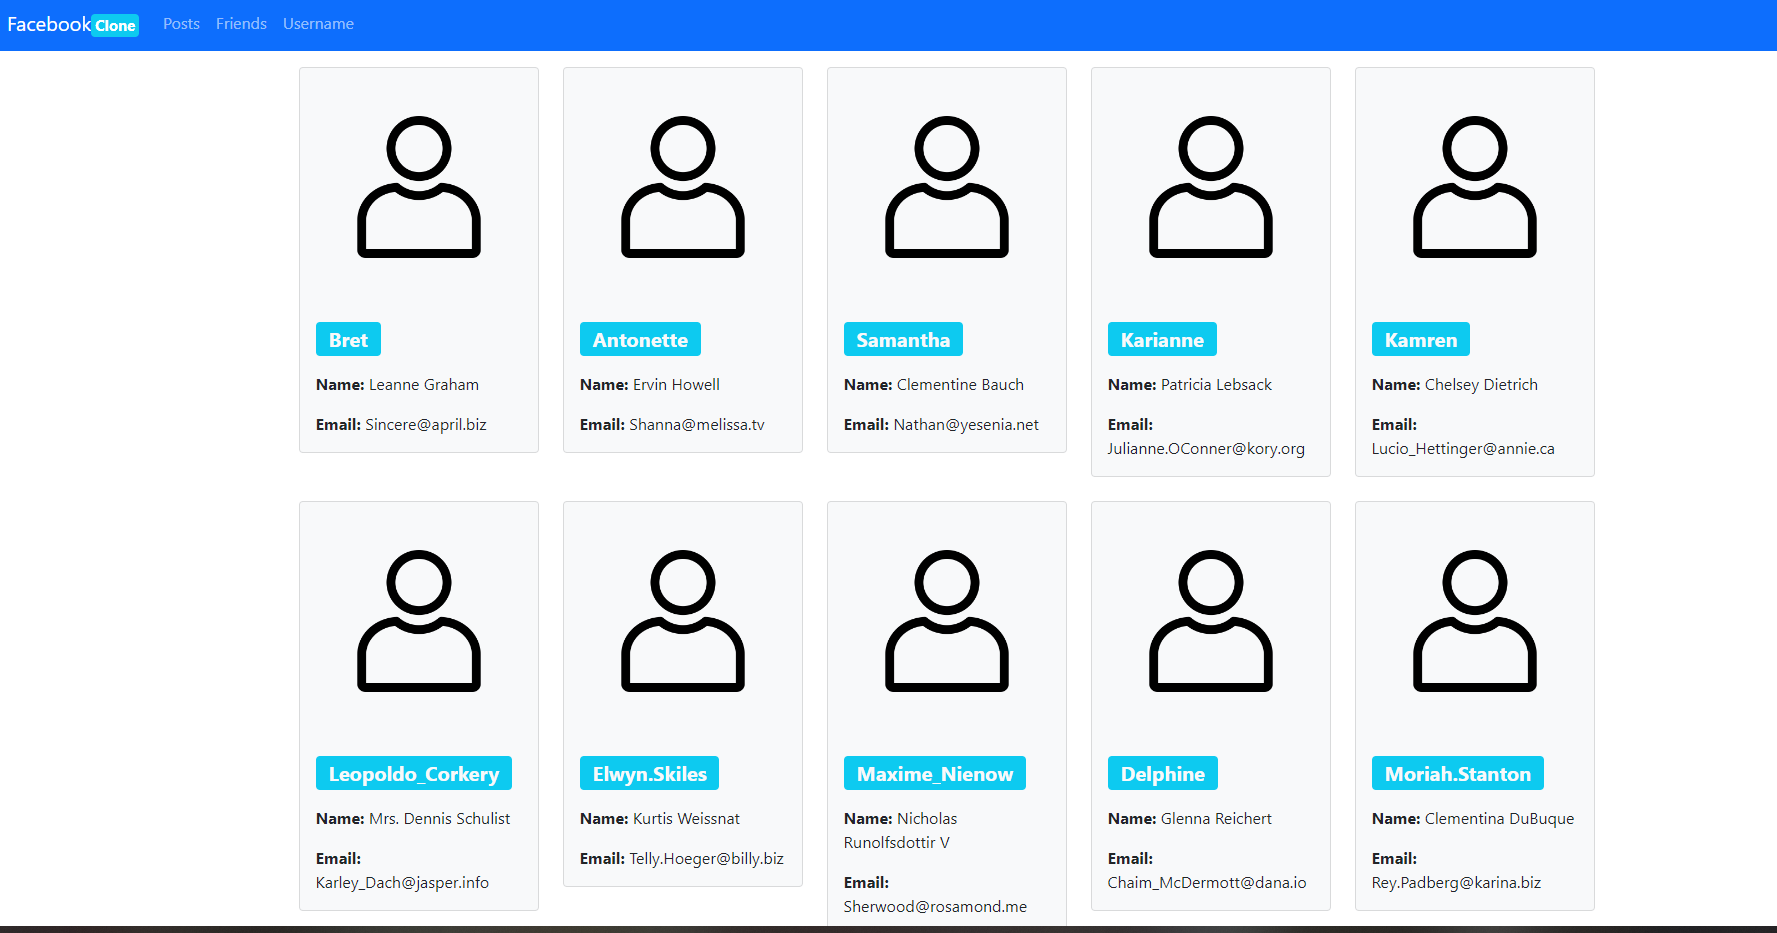 FacebookClone Posts Friends Username
Bret
Name: Leanne Graham
Email: Sincere@april.biz
Antonette
Name: Ervin Howell
Email: Shanna@melissa.tv
Samantha
Name: Clementine Bauch
Email: Nathan@yesenia.net
Karianne
Name: Patricia Lebsack
Email:
Julianne.OConner@kory.org
Kamren
Name: Chelsey Dietrich
Email:
Lucio_Hettinger@annie.ca
Leopoldo_Corkery
Name: Mrs. Dennis Schulist
Email:
Karley_Dach@jasper.info
Elwyn.Skiles
Name: Kurtis Weissnat
Email: Telly.Hoeger@billy.biz
Maxime_Nienow
Name: Nicholas
Runolfsdottir V
Email:
Sherwood@rosamond.me
Delphine
Name: Glenna Reichert
Email:
Chaim_McDermott@dana.io
Moriah.Stanton
Name: Clementina DuBuque
Email:
Rey.Padberg@karina.biz